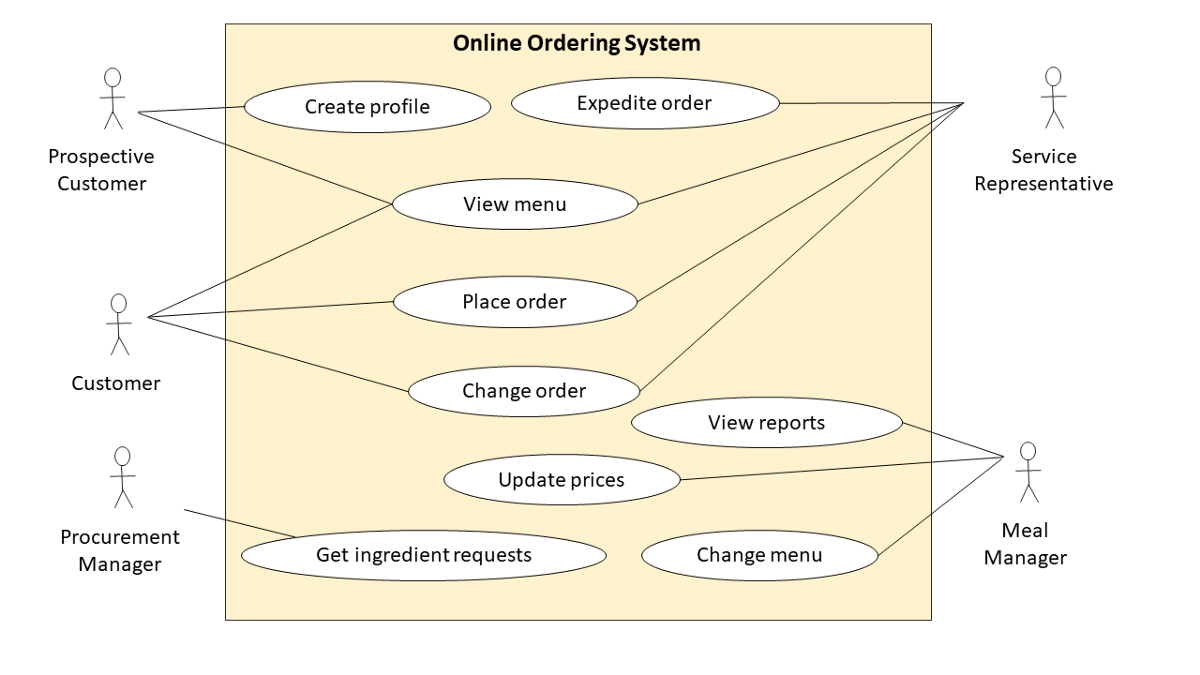 Online Ordering System
Create profile
Expedite order
Prospective
Customer
Service
Representative
View menu
Place order
Customer
Change order
View reports
Update prices
Procurement
Manager
Meal
Manager
Get ingredient requests
Change menu